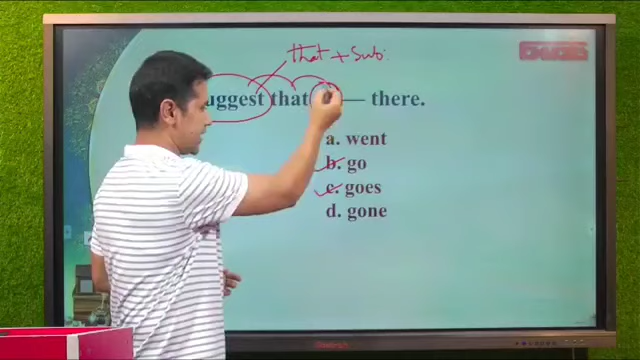 that + Sub:
uggest that — there.
a. went
b. go
c. goes
d. gone